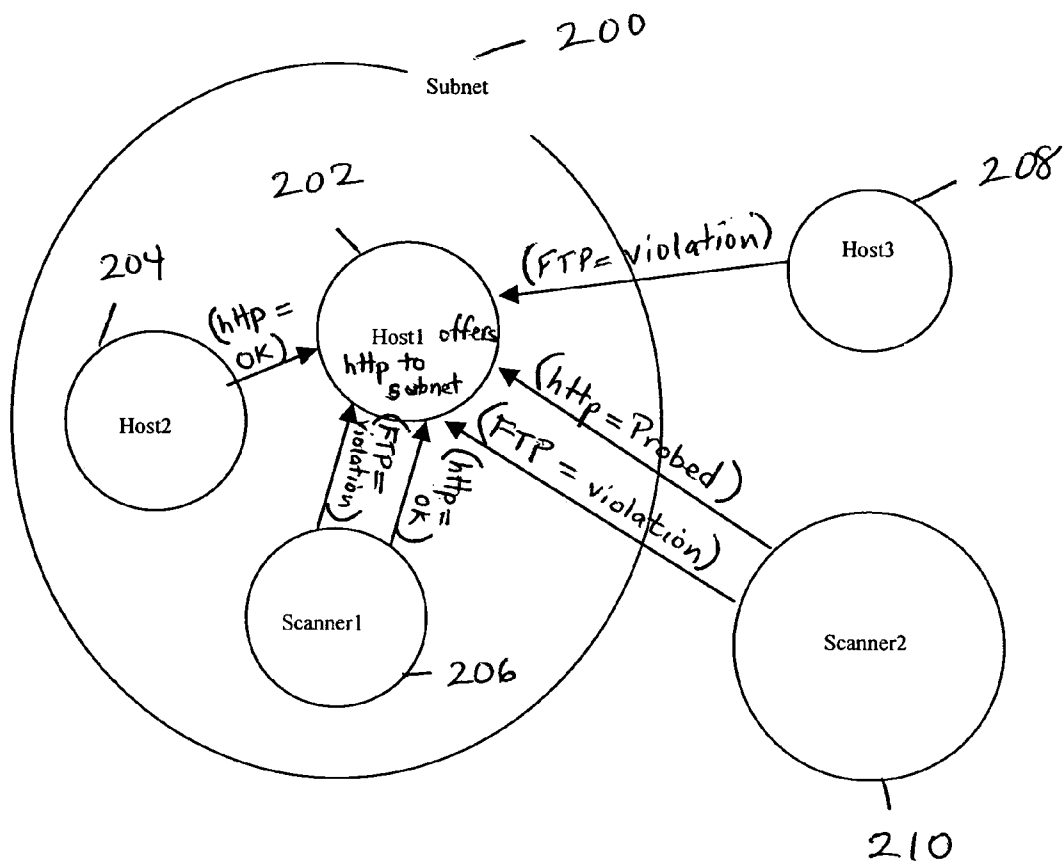 200
Subnet
202
208
204
(FTP= violation)
Host3
(http =
OK)
Host1 offers
http to
subnet
(http = Probed)
Host2
(FTP =
violation)
(http =
OK)
(FTP = violation)
Scanner1
Scanner2
206
210